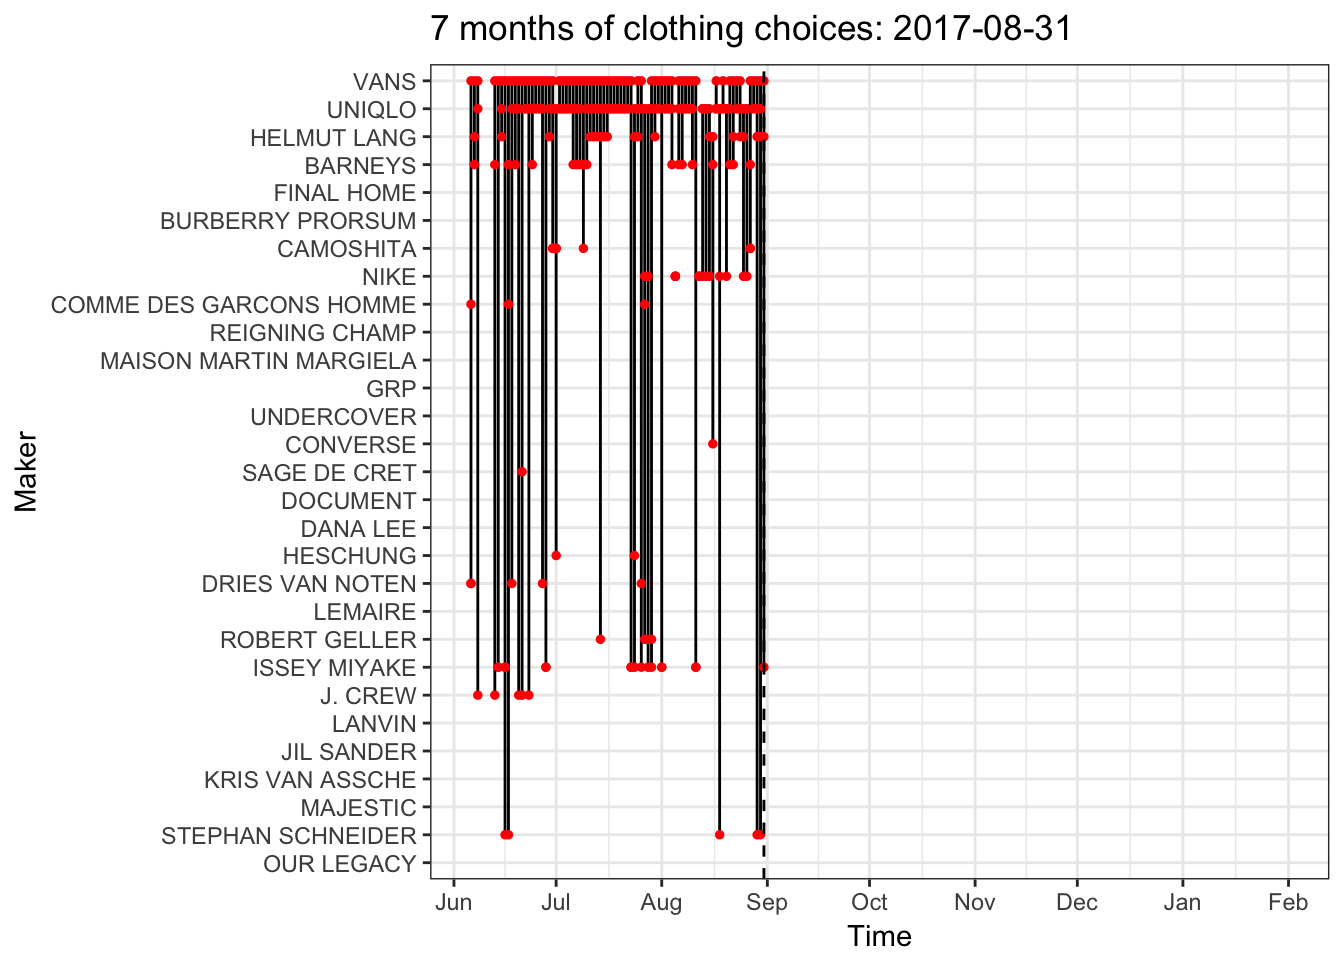 7 months of clothing choices: 2017-08-31
VANS
UNIQLO
HELMUT LANG
BARNEYS
FINAL HOME
BURBERRY PRORSUM
CAMOSHITA
NIKE
COMME DES GARCONS HOMME
REIGNING CHAMP
MAISON MARTIN MARGIELA
GRP
UNDERCOVER
CONVERSE
SAGE DE CRET
DOCUMENT
DANA LEE
HESCHUNG
DRIES VAN NOTEN
LEMAIRE
ROBERT GELLER
ISSEY MIYAKE
J. CREW
LANVIN
JIL SANDER
KRIS VAN ASSCHE
MAJESTIC
STEPHAN SCHNEIDER
OUR LEGACY
Maker
Jun Jul Aug Sep Oct Nov Dec Jan Feb
Time